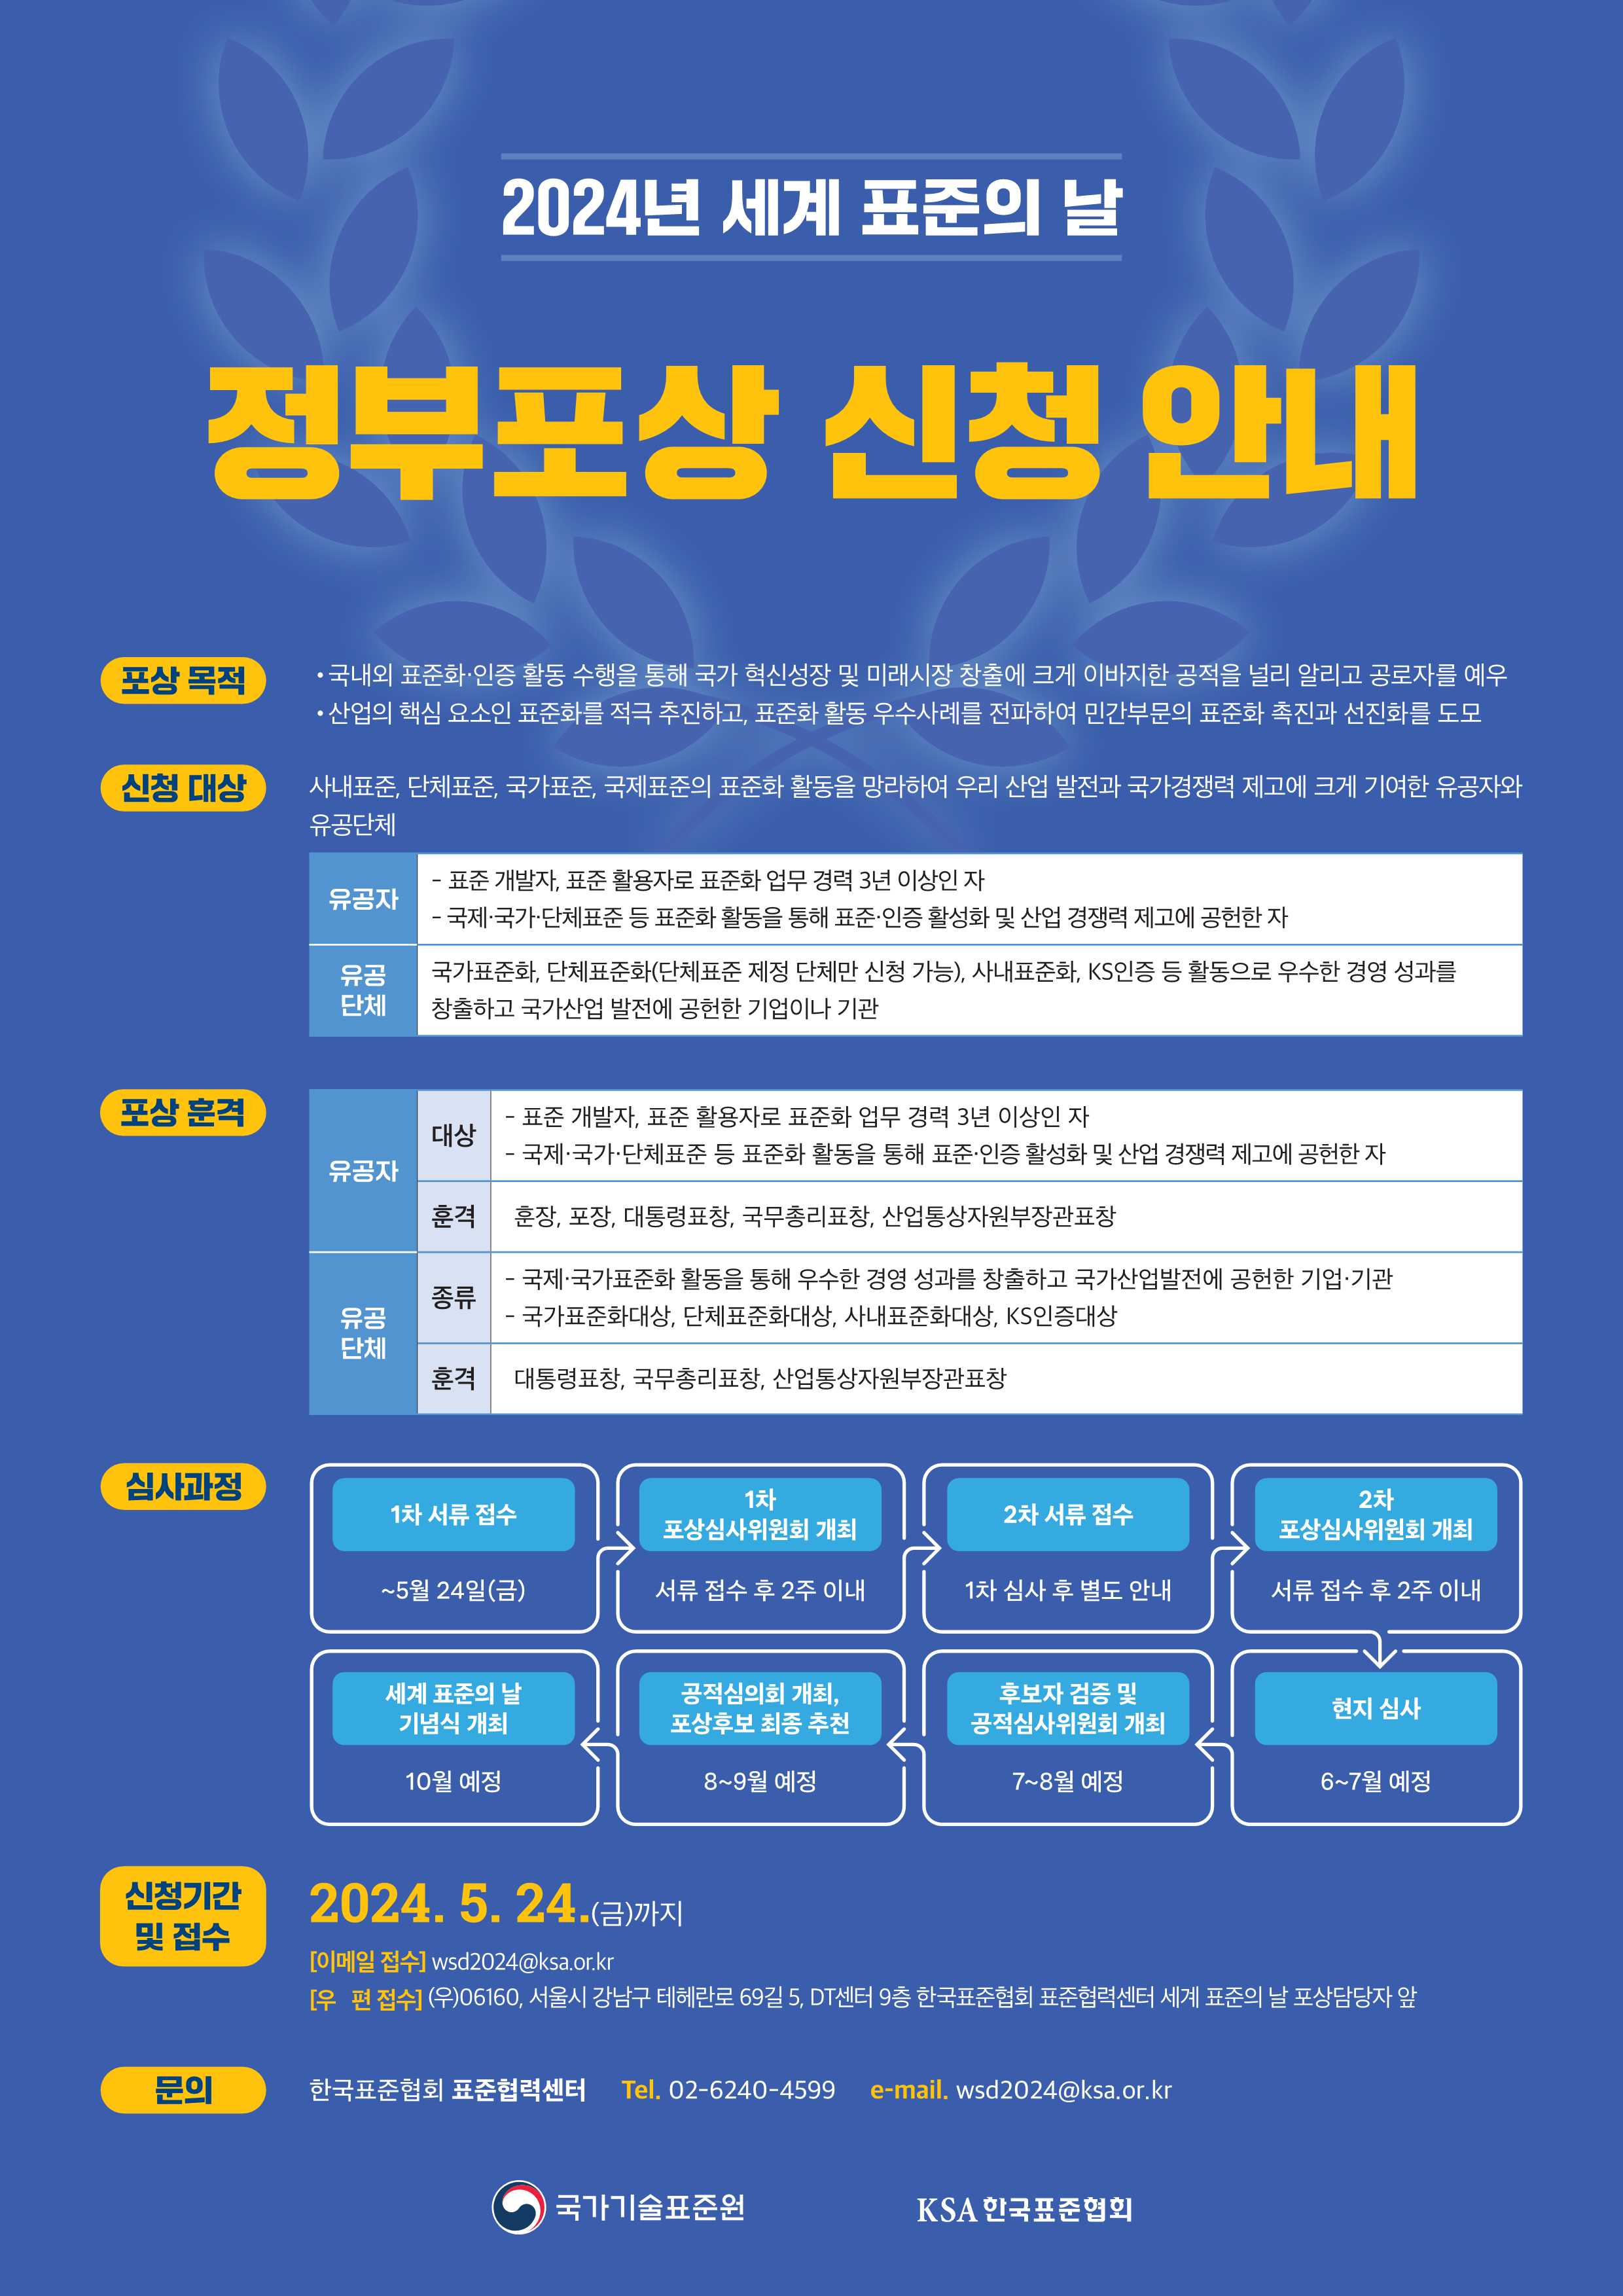 2024년 세계 표준의 날
정부포상 신청 안내
포상 목적
• 국내외 표준화·인증 활동 수행을 통해 국가 혁신성장 및 미래시장 창출에 크게 이바지한 공적을 널리 알리고 공로자를 예우
• 산업의 핵심 요소인 표준화를 적극 추진하고, 표준화 활동 우수사례를 전파하여 민간부문의 표준화 촉진과 선진화를 도모
신청 대상
사내표준, 단체표준, 국가표준, 국제표준의 표준화 활동을 망라하여 우리 산업 발전과 국가경쟁력 제고에 크게 기여한 유공자와
유공단체
유공자
- 표준 개발자, 표준 활용자로 표준화 업무 경력 3년 이상인 자
- 국제·국가·단체표준 등 표준화 활동을 통해 표준·인증 활성화 및 산업 경쟁력 제고에 공헌한 자
유공
단체
국가표준화, 단체표준화(단체표준 제정 단체만 신청 가능), 사내표준화, KS인증 등 활동으로 우수한 경영 성과를
창출하고 국가산업 발전에 공헌한 기업이나 기관
포상 훈격
유공자
대상
- 표준 개발자, 표준 활용자로 표준화 업무 경력 3년 이상인 자
- 국제·국가·단체표준 등 표준화 활동을 통해 표준·인증 활성화 및 산업 경쟁력 제고에 공헌한 자
훈격
훈장, 포장, 대통령표창, 국무총리표창, 산업통상자원부장관표창
유공
단체
종류
- 국제·국가표준화 활동을 통해 우수한 경영 성과를 창출하고 국가산업발전에 공헌한 기업·기관
- 국가표준화대상, 단체표준화대상, 사내표준화대상, KS인증대상
훈격
대통령표창, 국무총리표창, 산업통상자원부장관표창
심사과정
1차 서류 접수
~5월 24일(금)
1차
포상심사위원회 개최
서류 접수 후 2주 이내
2차 서류 접수
1차 심사 후 별도 안내
2차
포상심사위원회 개최
서류 접수 후 2주 이내
현지 심사
6~7월 예정
후보자 검증 및
공적심사위원회 개최
7~8월 예정
공적심의회 개최,
포상후보 최종 추천
8~9월 예정
세계 표준의 날
기념식 개최
10월 예정
신청기간
및 접수
2024. 5. 24.(금)까지
[이메일 접수] wsd2024@ksa.or.kr
[우 편 접수] (우)06160, 서울시 강남구 테헤란로 69길 5, DT센터 9층 한국표준협회 표준협력센터 세계 표준의 날 포상담당자 앞
문의
한국표준협회 표준협력센터 Tel. 02-6240-4599 e-mail. wsd2024@ksa.or.kr
국가기술표준원
KSA 한국표준협회